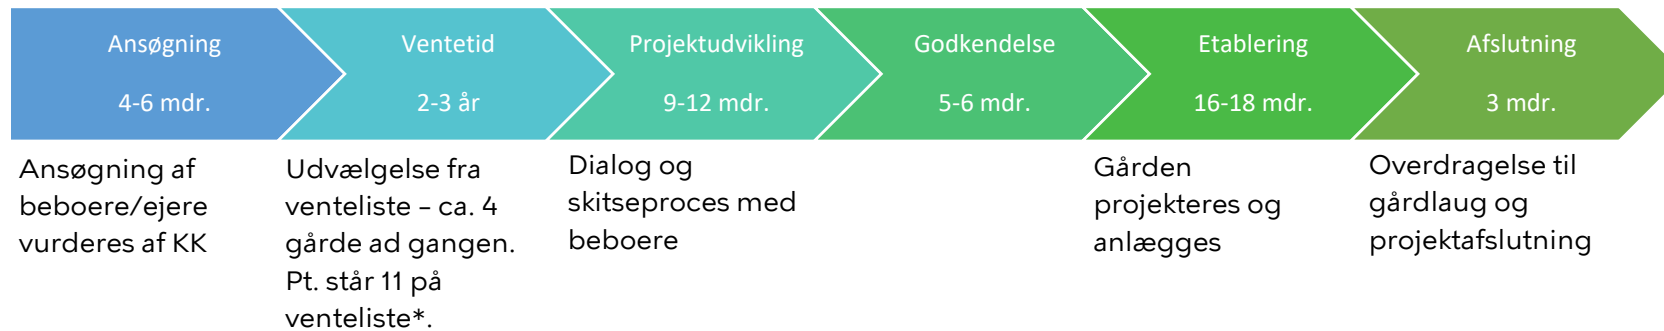 Ansøgning
4-6 mdr.
Ventetid
2-3 år
Projektudvikling
9-12 mdr.
Godkendelse
5-6 mdr.
Etablering
16-18 mdr.
Afslutning
3 mdr.
Ansøgning af
beboere/ejere
vurderes af KK
Udvælgelse fra
venteliste – ca. 4
gårde ad gangen.
Pt. står 11 på
venteliste*.
Dialog og
skitseproces med
beboere
Gården
projekteres og
anlægges
Overdragelse til
gårdlaug og
projektafslutning